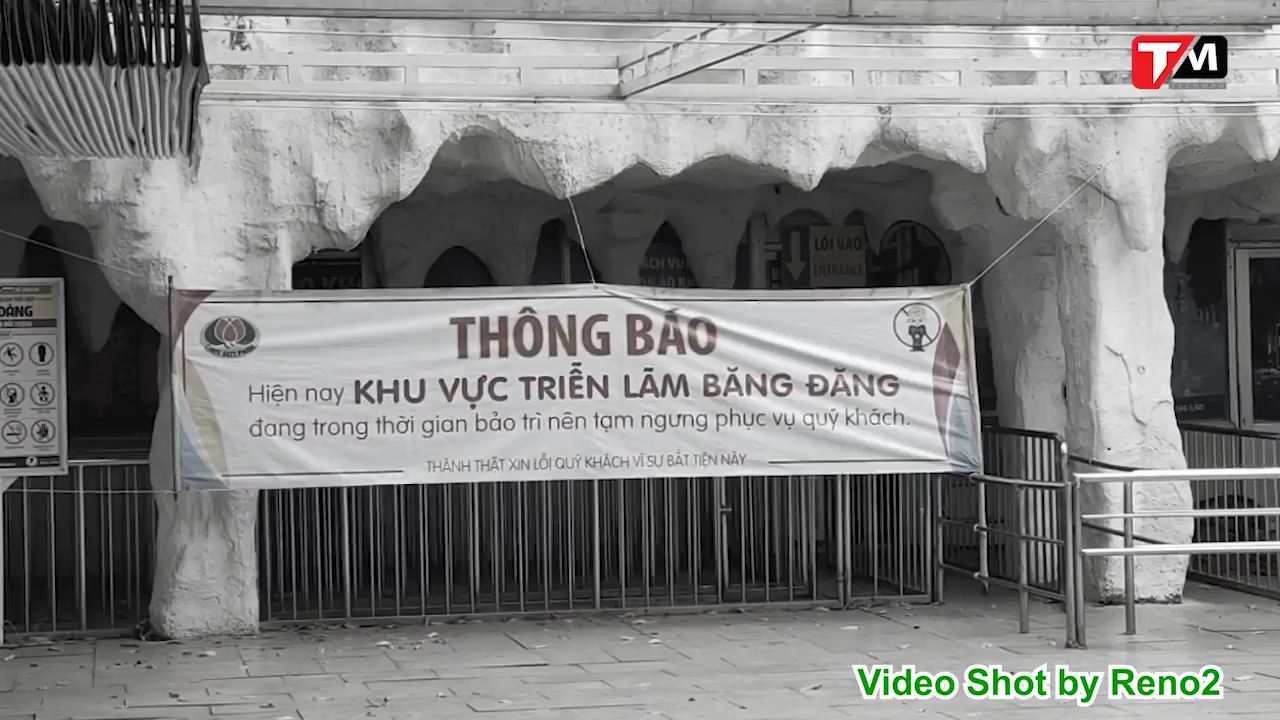 TM
TECHMAG
LỐI VÀO
ENTRANCE
THÔNG BÁO
Hiện nay KHU VỰC TRIỄN LÃM BĂNG ĐĂNG
đang trong thời gian bảo trì nên tạm ngưng phục vụ quý khách.
THÀNH THẬT XIN LỖI QUÝ KHÁCH VÌ SỰ BẤT TIỆN NÀY
Video Shot by Reno2